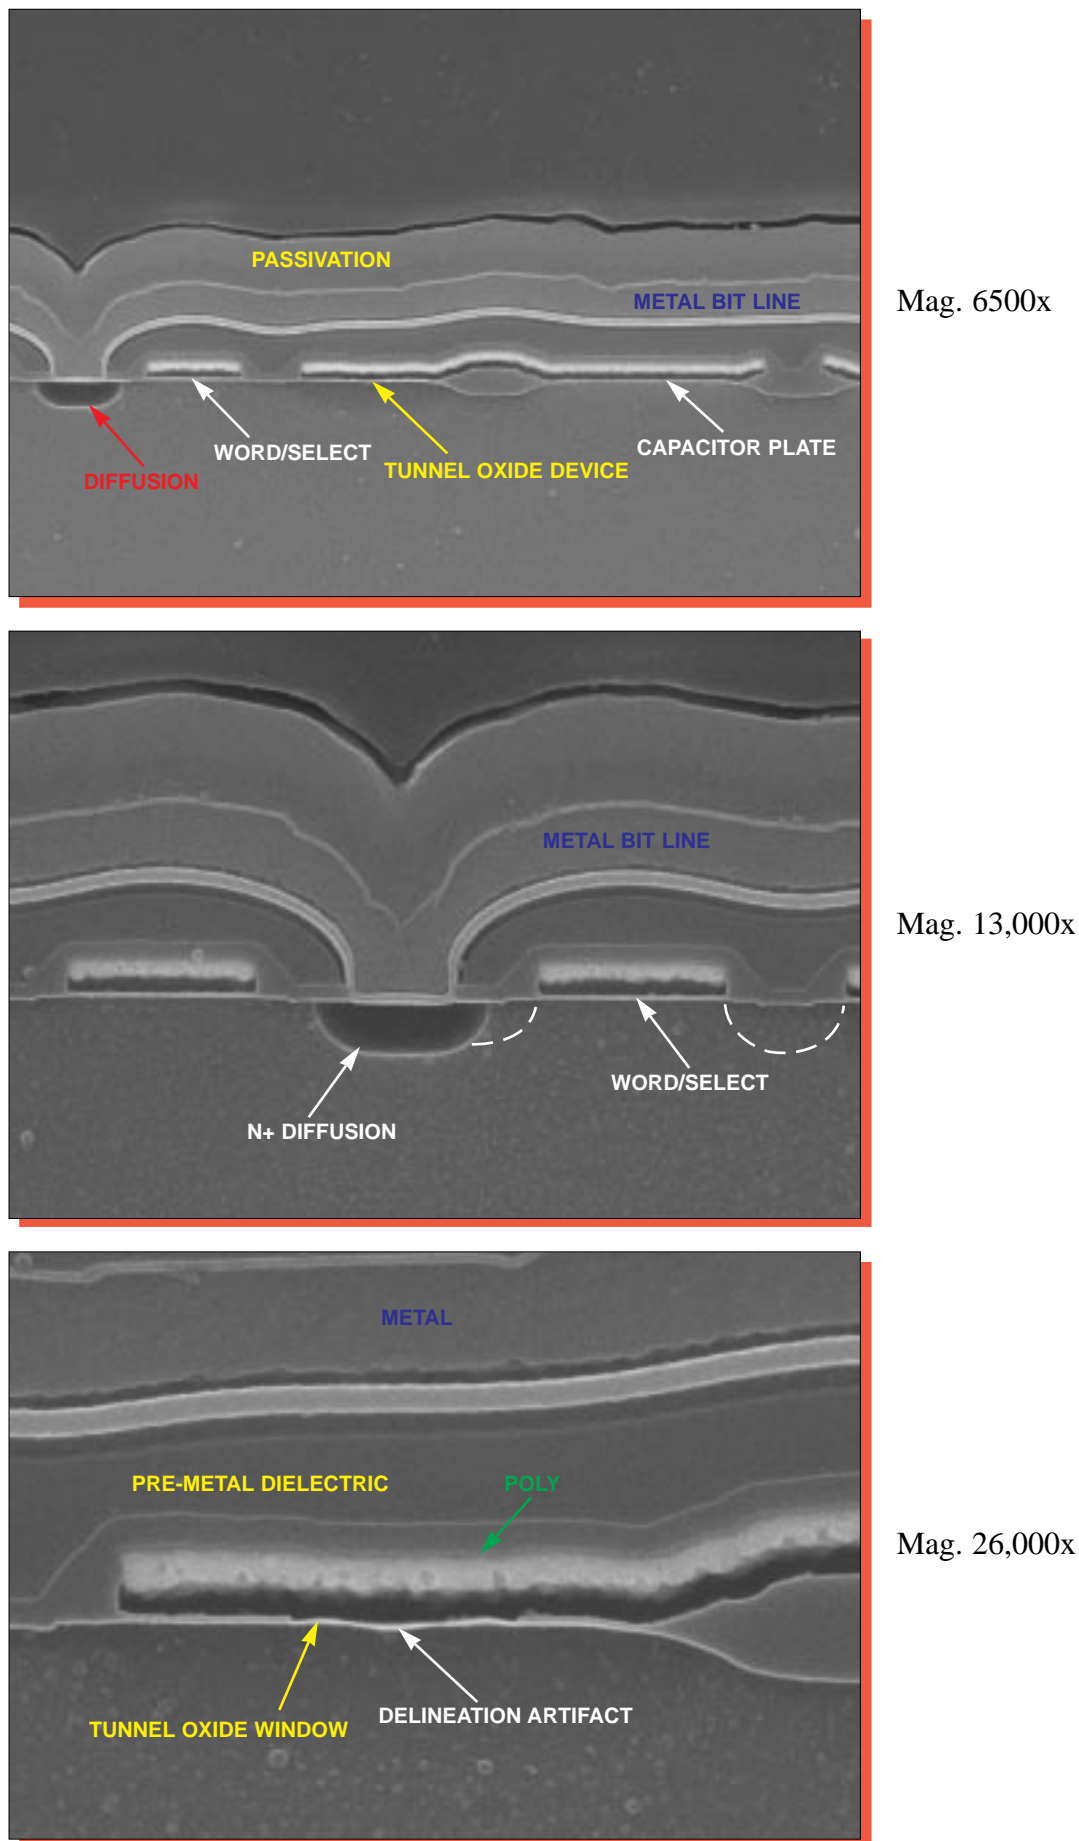 PASSIVATION
METAL BIT LINE
Mag. 6500x
WORD/SELECT
CAPACITOR PLATE
TUNNEL OXIDE DEVICE
DIFFUSION
METAL BIT LINE
Mag. 13,000x
WORD/SELECT
N+ DIFFUSION
METAL
PRE-METAL DIELECTRIC
POLY
Mag. 26,000x
DELINEATION ARTIFACT
TUNNEL OXIDE WINDOW